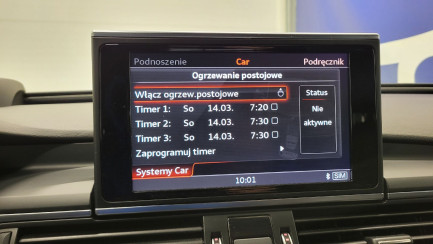 Podnoszenie Car Podręcznik
Ogrzewanie postojowe
Włącz ogrzew.postojowe
Timer 1: So 14.03. 7:20
Timer 2: So 14.03. 7:30
Timer 3: So 14.03. 7:30
Zaprogramuj timer
Status
Nie
aktywne
Systemy Car
10:01
SIM